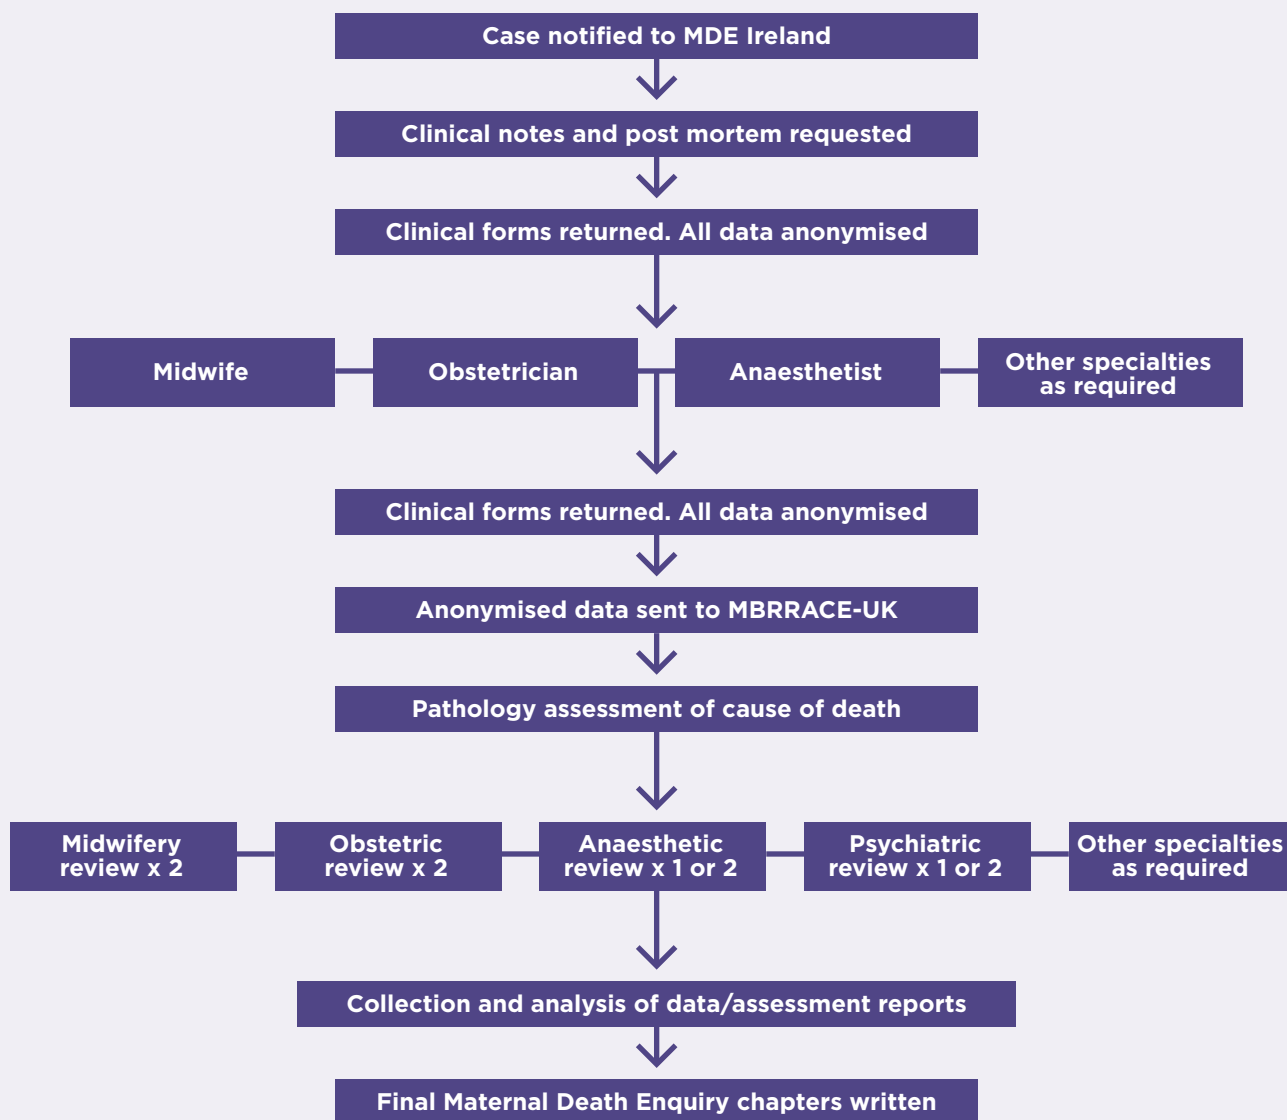 Case notified to MDE Ireland
Clinical notes and post mortem requested
Clinical forms returned. All data anonymised
Midwife
Obstetrician
Anaesthetist
Other specialties
as required
Clinical forms returned. All data anonymised
Anonymised data sent to MBRRACE-UK
Pathology assessment of cause of death
Midwifery
review x 2
Obstetric
review x 2
Anaesthetic
review x 1 or 2
Psychiatric
review x 1 or 2
Other specialties
as required
Collection and analysis of data/assessment reports
Final Maternal Death Enquiry chapters written